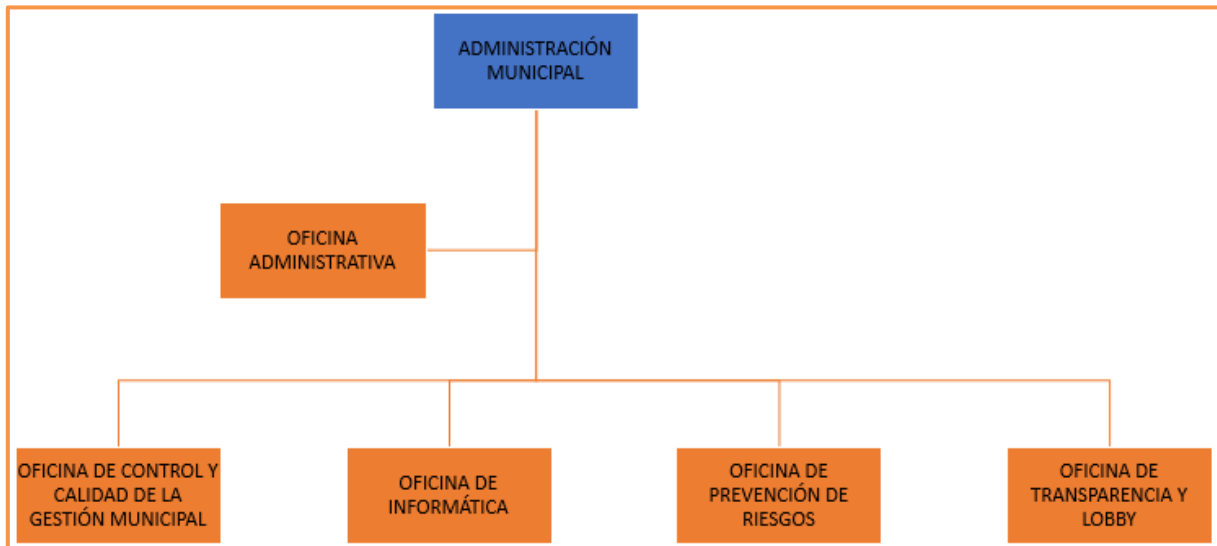 ADMINISTRACIÓN
MUNICIPAL
OFICINA
ADMINISTRATIVA
OFICINA DE CONTROL Y
CALIDAD DE LA
GESTIÓN MUNICIPAL
OFICINA DE
INFORMÁTICA
OFICINA DE
PREVENCIÓN DE
RIESGOS
OFICINA DE
TRANSPARENCIA Y
LOBBY